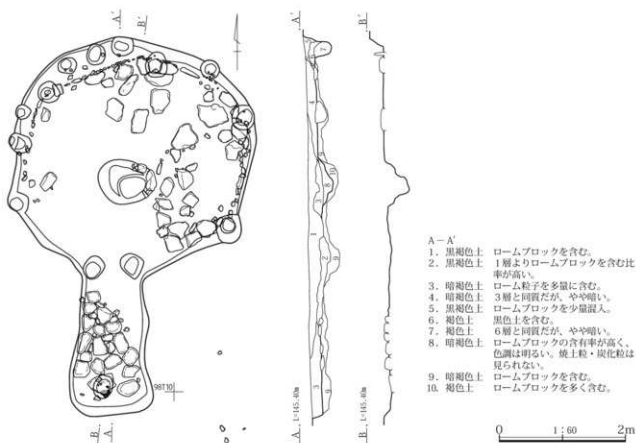 A′
B′
A′
B′
98T10
B
A
A L=145.40m
B L=145.40m
A－A′
1. 黒褐色土 ロームブロックを含む。
2. 黒褐色土 1層よりロームブロックを含む比
率が高い。
3. 暗褐色土 ローム粒子を多量に含む。
4. 暗褐色土 3層と同質だが、やや暗い。
5. 黒褐色土 ロームブロックを少量混入。
6. 褐色土 黒色土を含む。
7. 褐色土 6層と同質だが、やや暗い。
8. 暗褐色土 ロームブロックの含有率が高く、
色調は明るい。焼土粒・炭化粒は
見られない。
9. 暗褐色土 ロームブロックを含む。
10. 褐色土 ロームブロックを多く含む。
0 1:60 2m